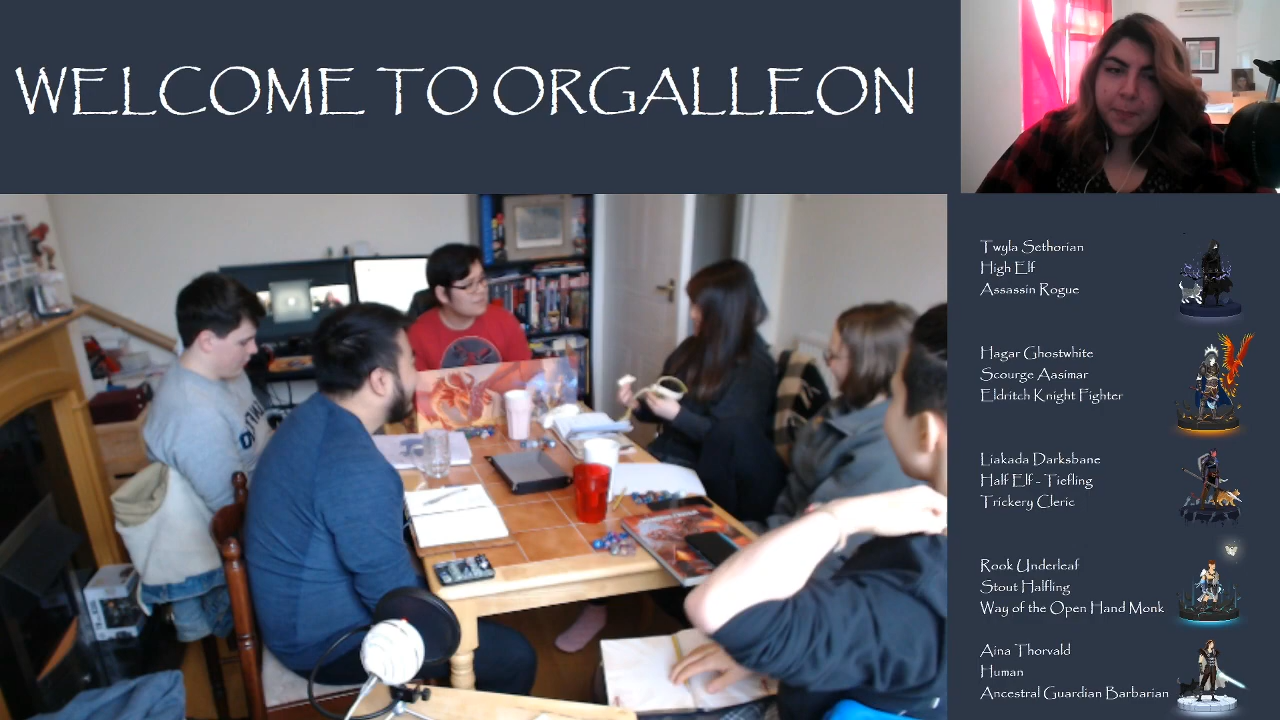 WELCOME TO ORGALLEON
Twyla Sethorian
High Elf
Assassin Rogue
Hagar Ghostwhite
Scourge Aasimar
Eldritch Knight Fighter
Liakada Darksbane
Half Elf - Tiefling
Trickery Cleric
Rook Underleaf
Stout Halfling
Way of the Open Hand Monk
Aina Thorvald
Human
Ancestral Guardian Barbarian